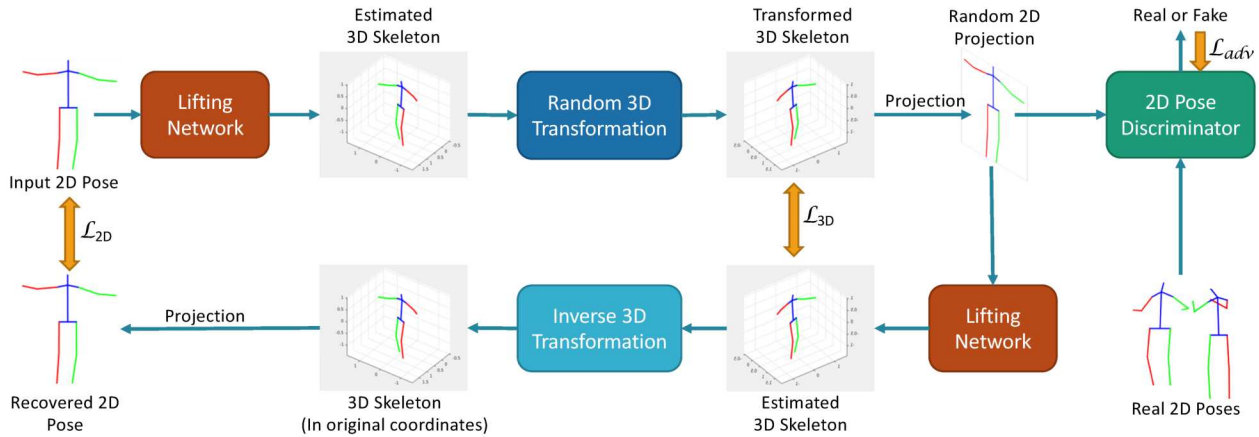 Estimated
3D Skeleton
Transformed
3D Skeleton
Random 2D
Projection
Real or Fake
ℒadv
Lifting
Network
Random 3D
Transformation
Projection
2D Pose
Discriminator
Input 2D Pose
ℒ2D
ℒ3D
Projection
Inverse 3D
Transformation
Lifting
Network
Recovered 2D
Pose
3D Skeleton
(In original coordinates)
Estimated
3D Skeleton
Real 2D Poses